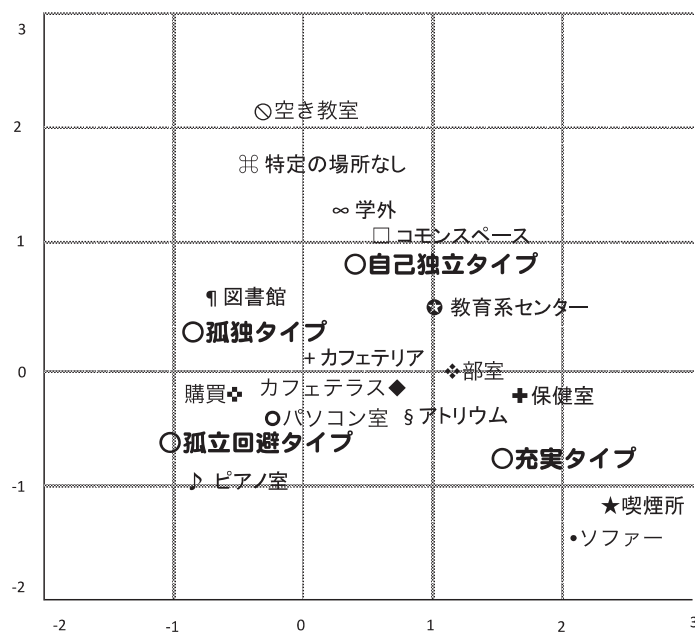 3
空き教室
2
⌘ 特定の場所なし
∞ 学外
□ コモンスペース
1
○自己独立タイプ
¶ 図書館
✪ 教育系センター
○孤独タイプ
+カフェテリア
0
部室
カフェテラス◆
購買
✚保健室
パソコン室
§アトリウム
○孤立回避タイプ
○充実タイプ
-1
♪ ピアノ室
★喫煙所
•ソファー
-2
-2 -1 0 1 2 3